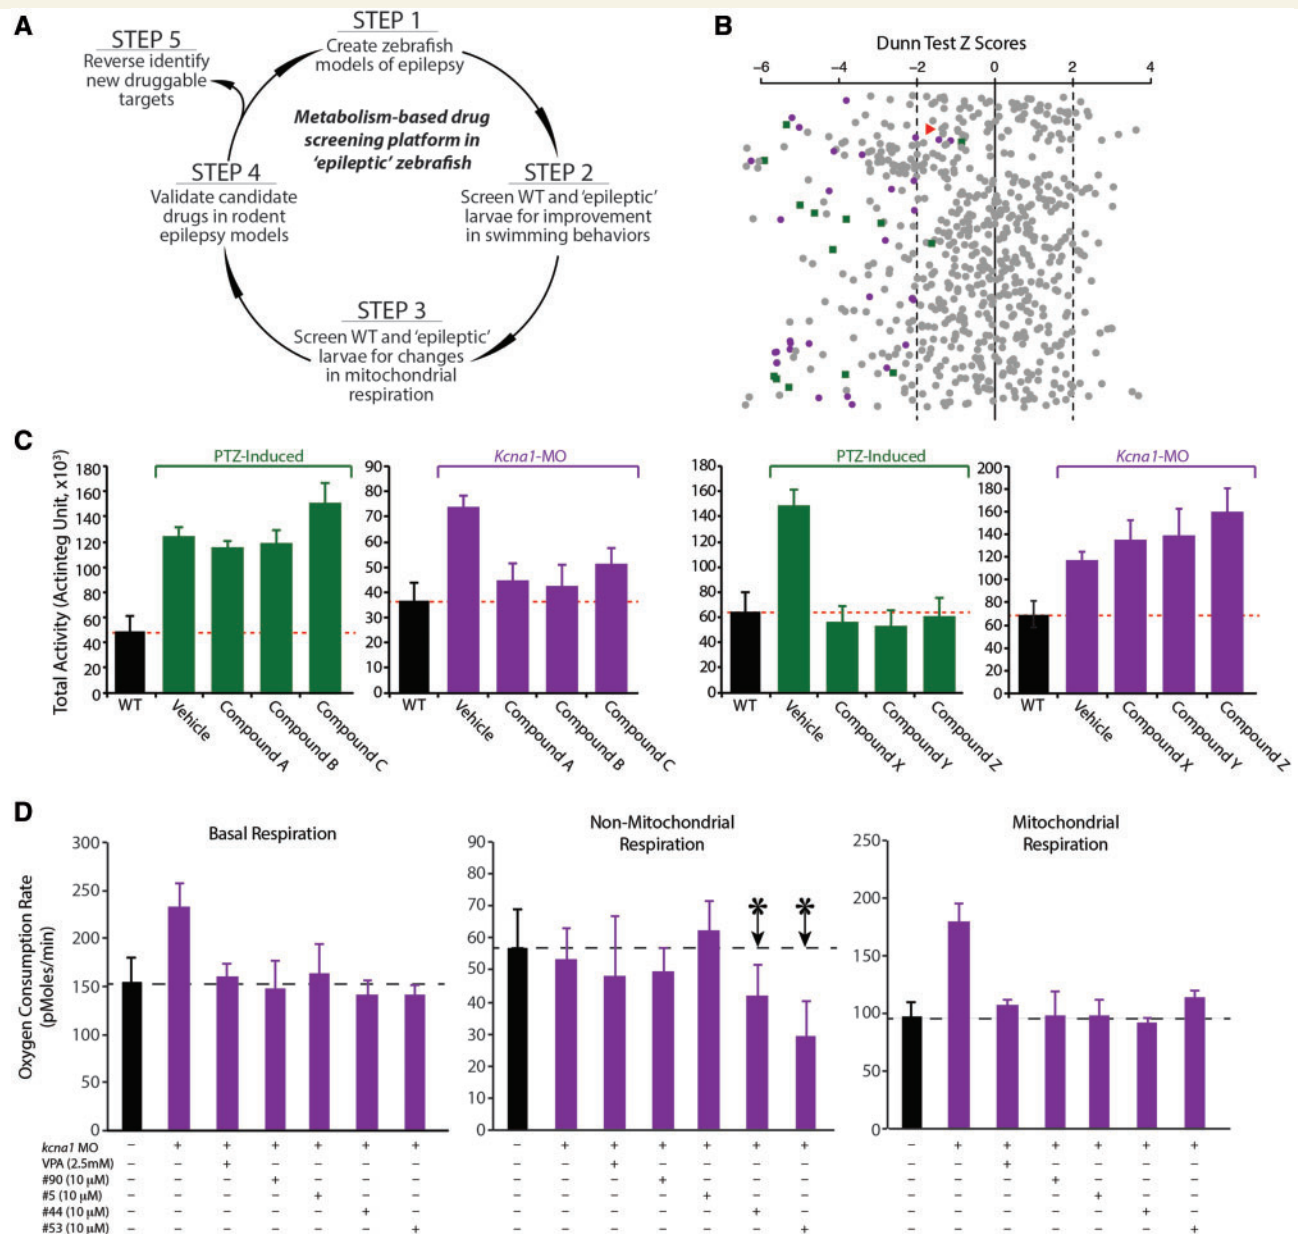 A
STEP 1
Create zebrafish
models of epilepsy
STEP 5
Reverse identify
new druggable
targets
Metabolism-based drug
screening platform in
'epileptic' zebrafish
STEP 4
Validate candidate
drugs in rodent
epilepsy models
STEP 2
Screen WT and 'epileptic'
larvae for improvement
in swimming behaviors
STEP 3
Screen WT and 'epileptic'
larvae for changes
in mitochondrial
respiration
B
Dunn Test Z Scores
−6 −4 −2 0 2 4
C
Total Activity (Actinteg Unit, x10³)
PTZ-Induced
180
160
140
120
100
80
60
40
20
0
WT
Vehicle
Compound A
Compound B
Compound C
Kcna1-MO
90
80
70
60
50
40
30
20
10
0
WT
Vehicle
Compound A
Compound B
Compound C
PTZ-Induced
180
160
140
120
100
80
60
40
20
0
WT
Vehicle
Compound X
Compound Y
Compound Z
Kcna1-MO
200
160
140
120
100
80
60
40
20
0
WT
Vehicle
Compound X
Compound Y
Compound Z
D
Oxygen Consumption Rate
(pMoles/min)
Basal Respiration
300
250
200
150
100
50
0
Non-Mitochondrial
Respiration
90
80
70
60
50
40
30
20
10
0
* *
Mitochondrial
Respiration
250
200
150
100
50
0
kcna1 MO − + + + + + + − + + + + + + − + + + + + +
VPA (2.5mM) − − + − − − − − − + − − − − − − + − − − −
#90 (10 µM) − − − + − − − − − − + − − − − − − + − − −
#5 (10 µM) − − − − + − − − − − − + − − − − − − + − −
#44 (10 µM) − − − − − + − − − − − − + − − − − − − + −
#53 (10 µM) − − − − − − + − − − − − − + − − − − − − +